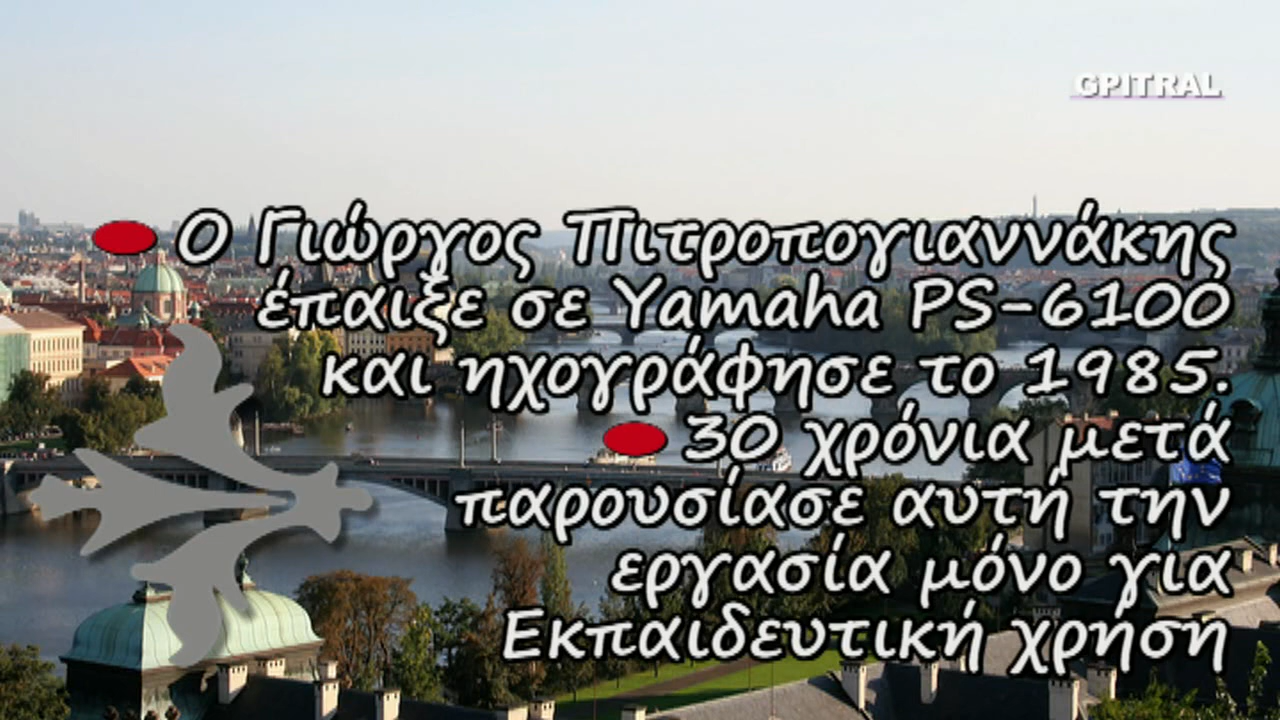 GPITRAL
Ο Γιώργος Πιτροπογιαννάκης
έπαιξε σε Yamaha PS-6100
και ηχογράφησε το 1985.
30 χρόνια μετά
παρουσίασε αυτή την
εργασία μόνο για
Εκπαιδευτική χρήση